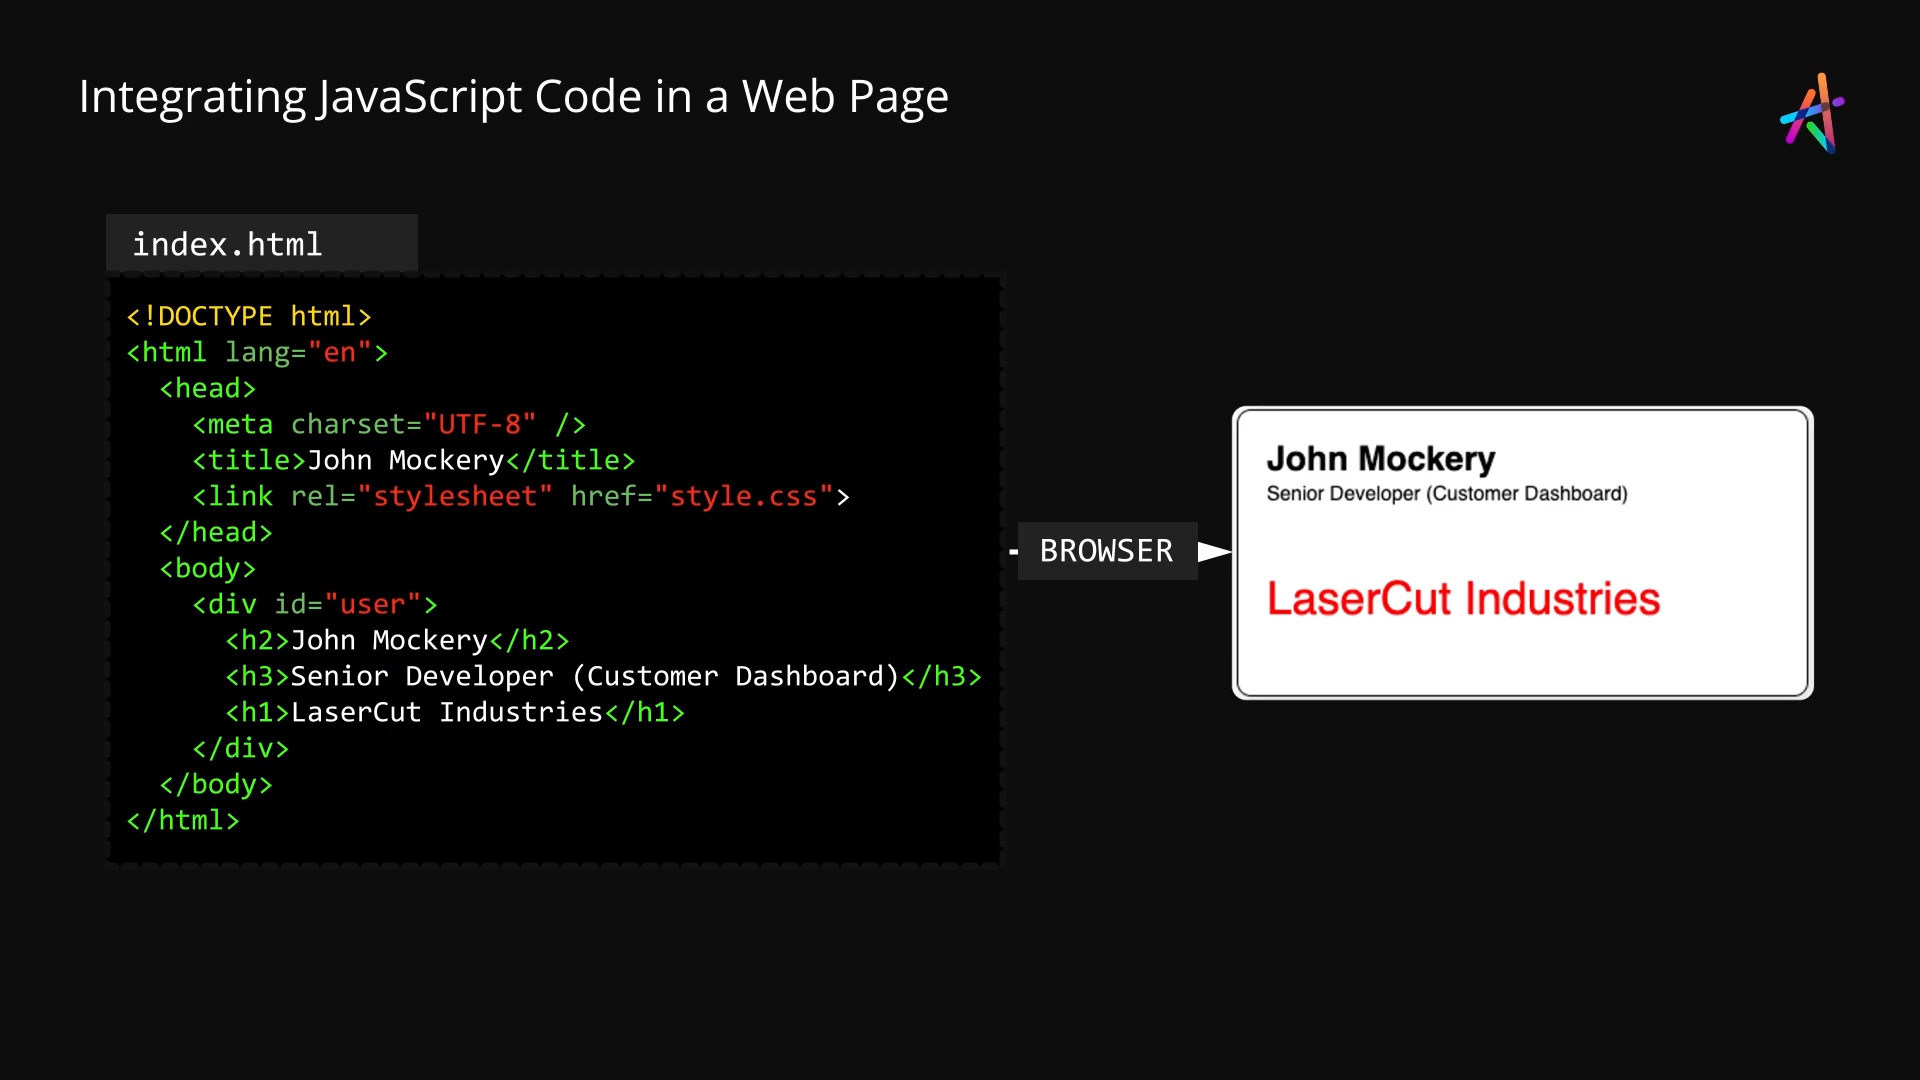 Integrating JavaScript Code in a Web Page
index.html
<!DOCTYPE html>
<html lang="en">
  <head>
    <meta charset="UTF-8" />
    <title>John Mockery</title>
    <link rel="stylesheet" href="style.css">
  </head>
  <body>
    <div id="user">
      <h2>John Mockery</h2>
      <h3>Senior Developer (Customer Dashboard)</h3>
      <h1>LaserCut Industries</h1>
    </div>
  </body>
</html>
BROWSER
John Mockery
Senior Developer (Customer Dashboard)
LaserCut Industries